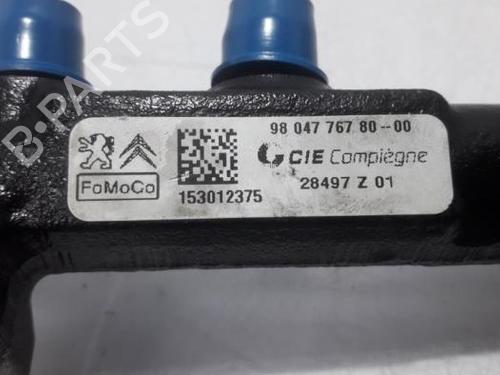 B-PARTS
98 047 767 80--00
CIE Compiègne
FoMoCo
153012375
28497 Z 01